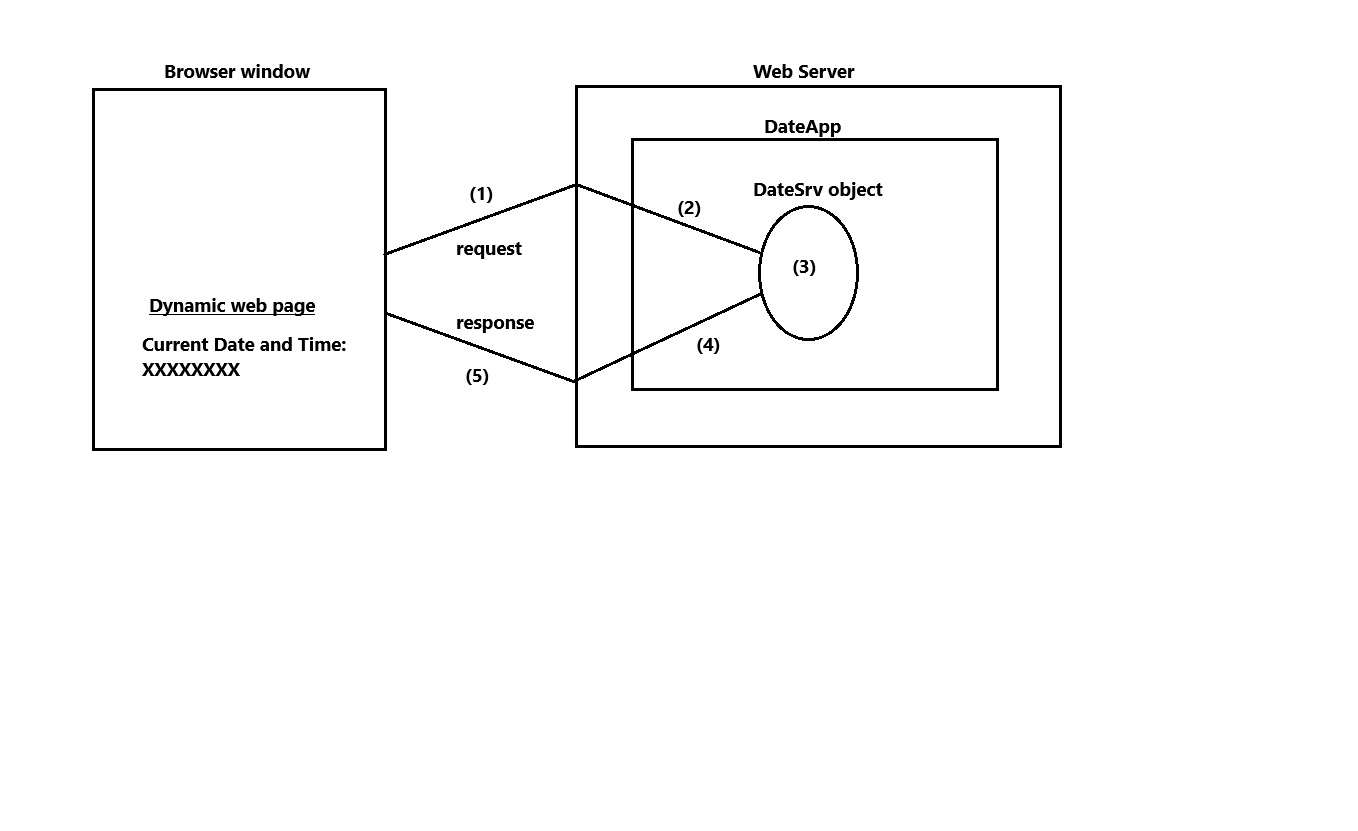 Browser window
Web Server
DateApp
DateSrv object
(1)
(2)
request
(3)
Dynamic web page
response
Current Date and Time:
XXXXXXXX
(4)
(5)